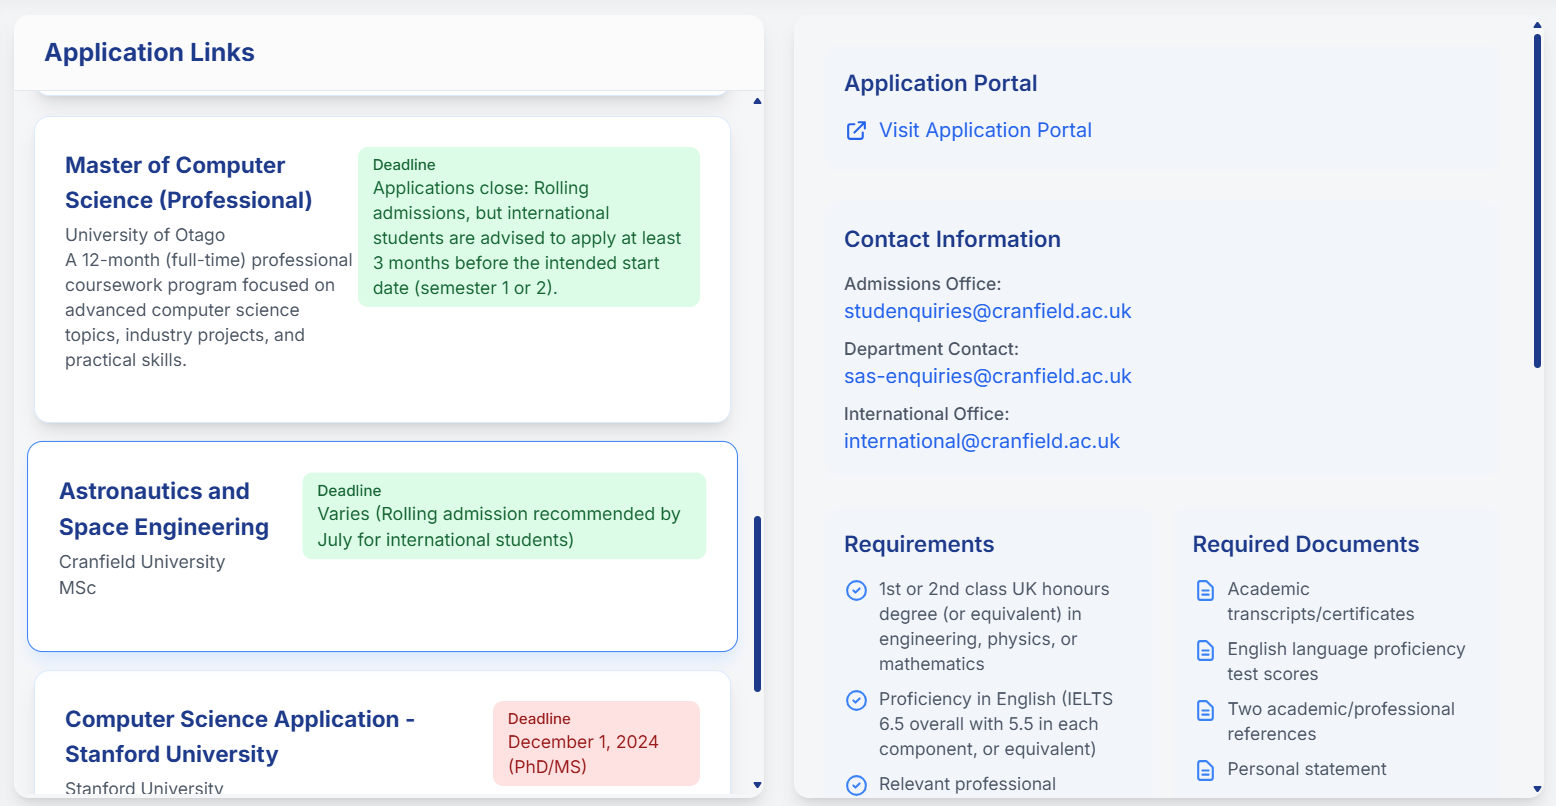 Application Links
Master of Computer
Science (Professional)
University of Otago
A 12-month (full-time) professional
coursework program focused on
advanced computer science
topics, industry projects, and
practical skills.
Deadline
Applications close: Rolling
admissions, but international
students are advised to apply at least
3 months before the intended start
date (semester 1 or 2).
Astronautics and
Space Engineering
Cranfield University
MSc
Deadline
Varies (Rolling admission recommended by
July for international students)
Computer Science Application -
Stanford University
Stanford University
Deadline
December 1, 2024
(PhD/MS)
Application Portal
Visit Application Portal
Contact Information
Admissions Office:
studenquiries@cranfield.ac.uk
Department Contact:
sas-enquiries@cranfield.ac.uk
International Office:
international@cranfield.ac.uk
Requirements
1st or 2nd class UK honours
degree (or equivalent) in
engineering, physics, or
mathematics
Proficiency in English (IELTS
6.5 overall with 5.5 in each
component, or equivalent)
Relevant professional
Required Documents
Academic
transcripts/certificates
English language proficiency
test scores
Two academic/professional
references
Personal statement